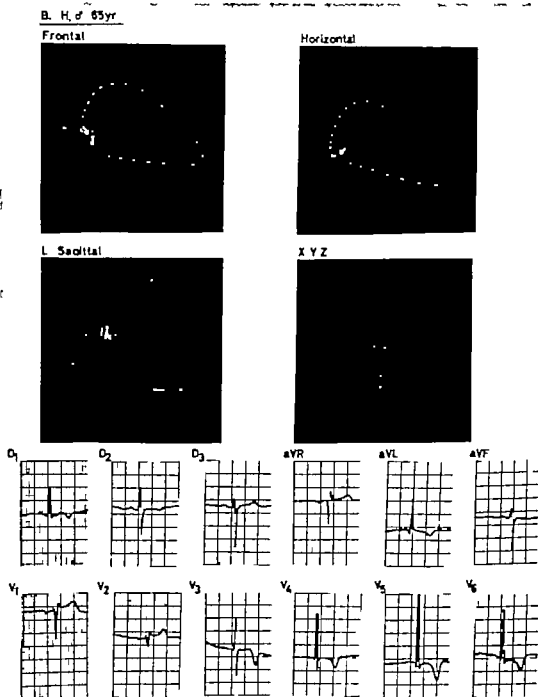 B. H, ♂ 65yr
Frontal
Horizontal
L Sagittal
X Y Z
D1
D2
D3
aVR
aVL
aVF
V1
V2
V3
V4
V5
V6